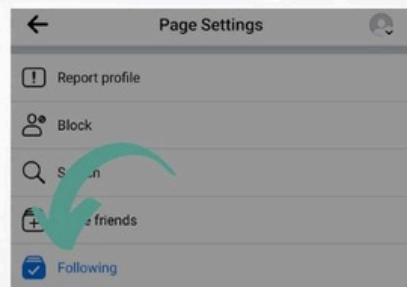 Page Settings
Report profile
Block
friends
Following